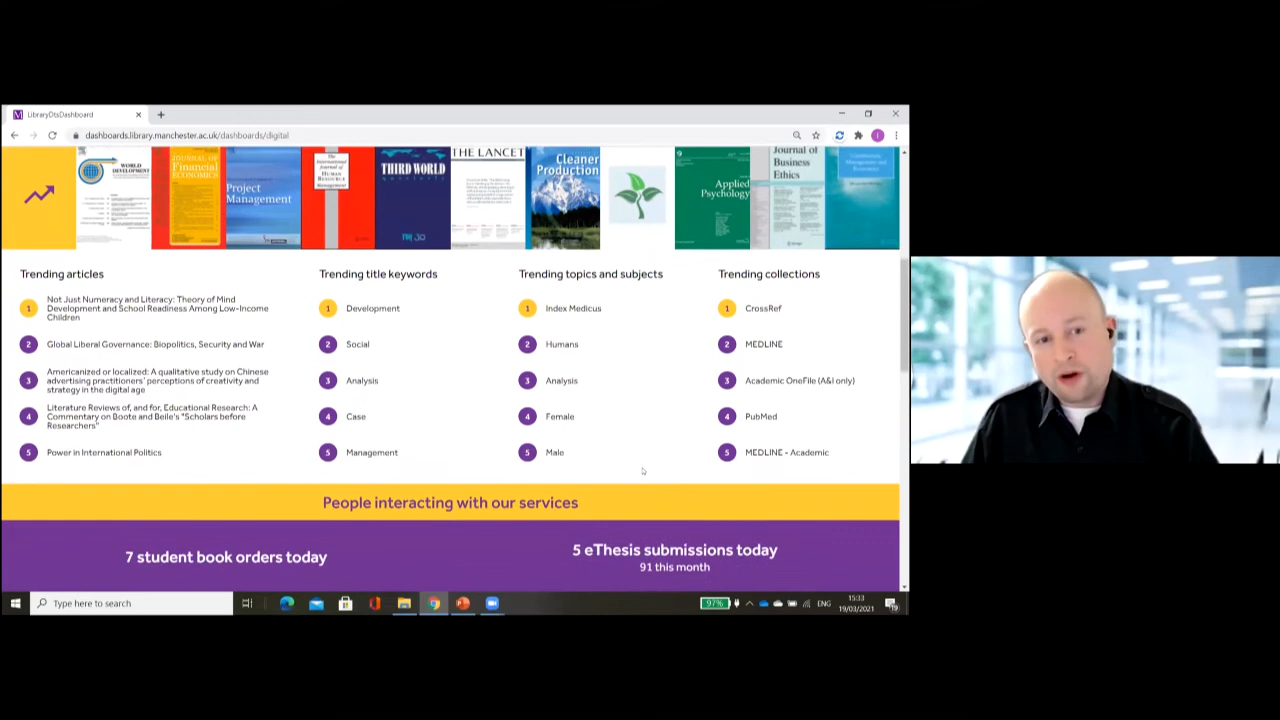 LibraryDtsDashboard
dashboards.library.manchester.ac.uk/dashboards/digital
WORLD DEVELOPMENT
JOURNAL OF Financial ECONOMICS
Project Management
The International Journal of HUMAN RESOURCE MANAGEMENT
THIRD WORLD
THE LANCET
Cleaner Production
Applied Psychology
Journal of Business Ethics
Trending articles
1 Not Just Numeracy and Literacy: Theory of Mind
Development and School Readiness Among Low-Income
Children
2 Global Liberal Governance: Biopolitics, Security and War
3 Americanized or localized: A qualitative study on Chinese
advertising practitioners' perceptions of creativity and
strategy in the digital age
4 Literature Reviews of, and for, Educational Research: A
Commentary on Boote and Beile's "Scholars before
Researchers"
5 Power in International Politics
Trending title keywords
1 Development
2 Social
3 Analysis
4 Case
5 Management
Trending topics and subjects
1 Index Medicus
2 Humans
3 Analysis
4 Female
5 Male
Trending collections
1 CrossRef
2 MEDLINE
3 Academic OneFile (A&I only)
4 PubMed
5 MEDLINE - Academic
People interacting with our services
7 student book orders today
5 eThesis submissions today
91 this month
Type here to search
97%
ENG
15:33
19/03/2021